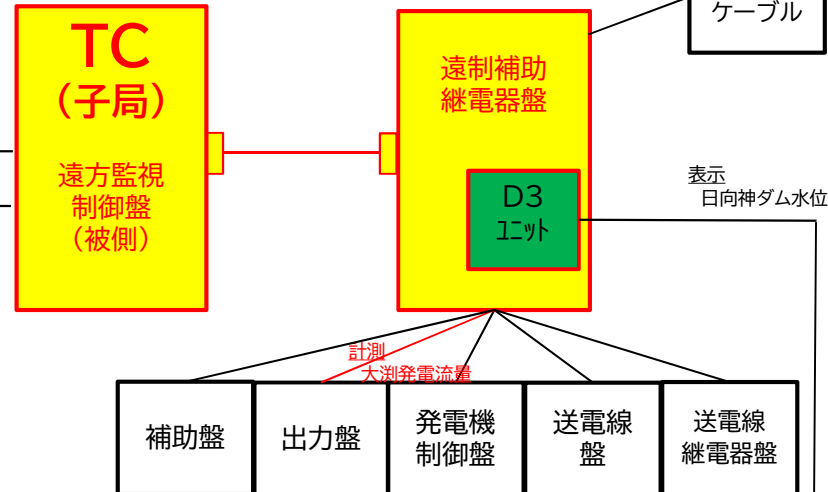 ケーブル
TC
（子局）
遠方監視
制御盤
（被側）
遠制補助
継電器盤
D3
ﾕﾆｯﾄ
表示
日向神ダム水位
計測
大渕発電流量
補助盤
出力盤
発電機
制御盤
送電線
盤
送電線
継電器盤